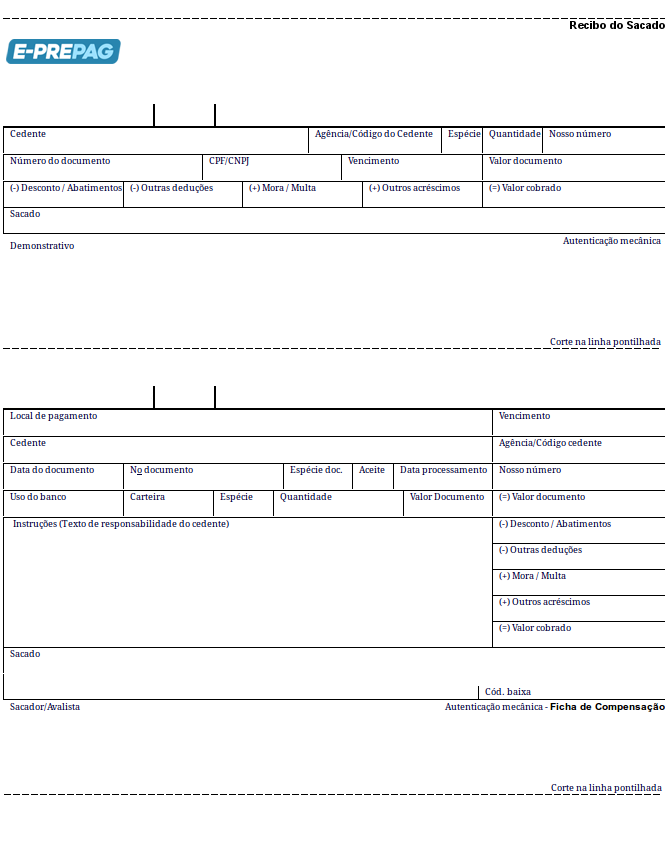 Recibo do Sacado
E-PREPAG
Cedente Agência/Código do Cedente Espécie Quantidade Nosso número
Número do documento CPF/CNPJ Vencimento Valor documento
(-) Desconto / Abatimentos (-) Outras deduções (+) Mora / Multa (+) Outros acréscimos (=) Valor cobrado
Sacado
Autenticação mecânica
Demonstrativo
Corte na linha pontilhada
Local de pagamento Vencimento
Cedente Agência/Código cedente
Data do documento No documento Espécie doc. Aceite Data processamento Nosso número
Uso do banco Carteira Espécie Quantidade Valor Documento (=) Valor documento
Instruções (Texto de responsabilidade do cedente) (-) Desconto / Abatimentos
(-) Outras deduções
(+) Mora / Multa
(+) Outros acréscimos
(=) Valor cobrado
Sacado
Cód. baixa
Sacador/Avalista Autenticação mecânica - Ficha de Compensação
Corte na linha pontilhada